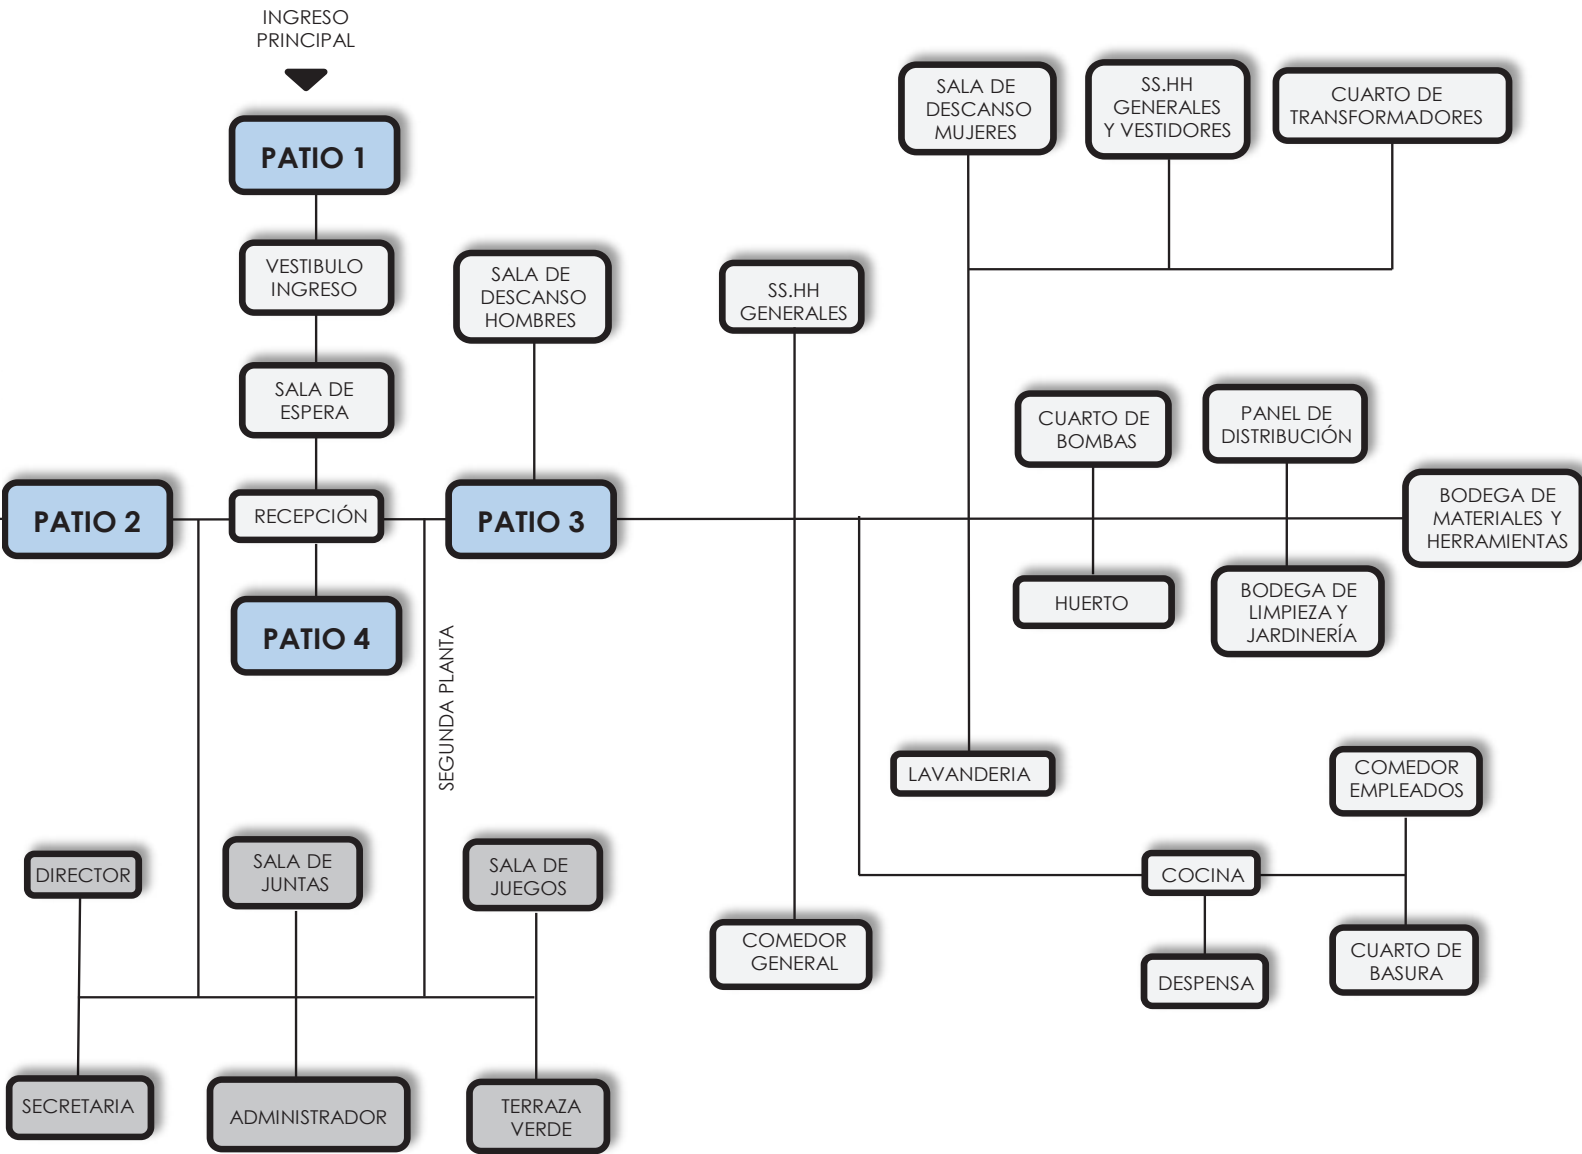 INGRESO
PRINCIPAL
PATIO 1
VESTIBULO
INGRESO
SALA DE
ESPERA
SALA DE
DESCANSO
HOMBRES
SS.HH
GENERALES
SALA DE
DESCANSO
MUJERES
SS.HH
GENERALES
Y VESTIDORES
CUARTO DE
TRANSFORMADORES
CUARTO DE
BOMBAS
PANEL DE
DISTRIBUCIÓN
PATIO 2
RECEPCIÓN
PATIO 3
BODEGA DE
MATERIALES Y
HERRAMIENTAS
PATIO 4
HUERTO
BODEGA DE
LIMPIEZA Y
JARDINERÍA
SEGUNDA PLANTA
LAVANDERIA
COMEDOR
EMPLEADOS
DIRECTOR
SALA DE
JUNTAS
SALA DE
JUEGOS
COCINA
COMEDOR
GENERAL
DESPENSA
CUARTO DE
BASURA
SECRETARIA
ADMINISTRADOR
TERRAZA
VERDE